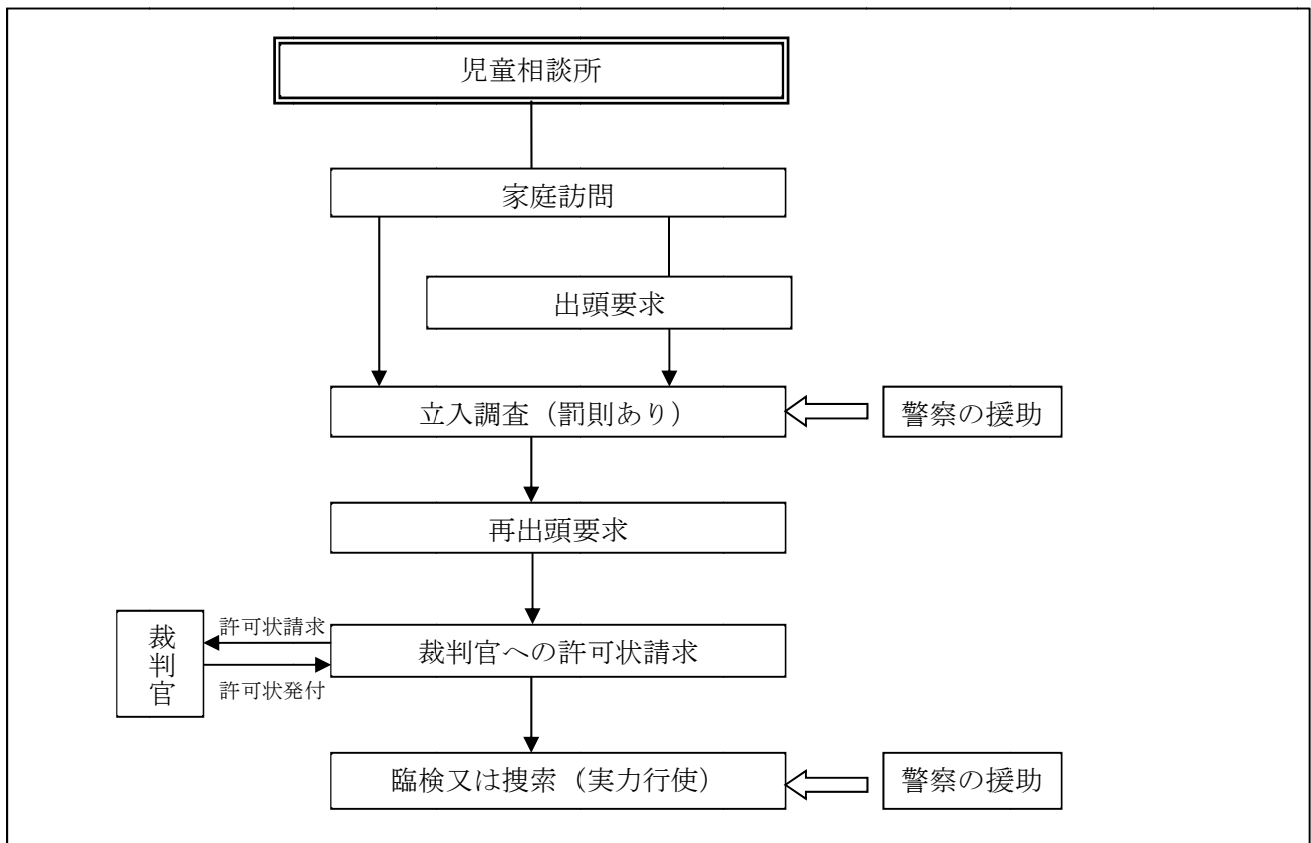 児童相談所
家庭訪問
出頭要求
立入調査（罰則あり）
警察の援助
再出頭要求
裁判官
許可状請求
許可状発付
裁判官への許可状請求
臨検又は捜索（実力行使）
警察の援助